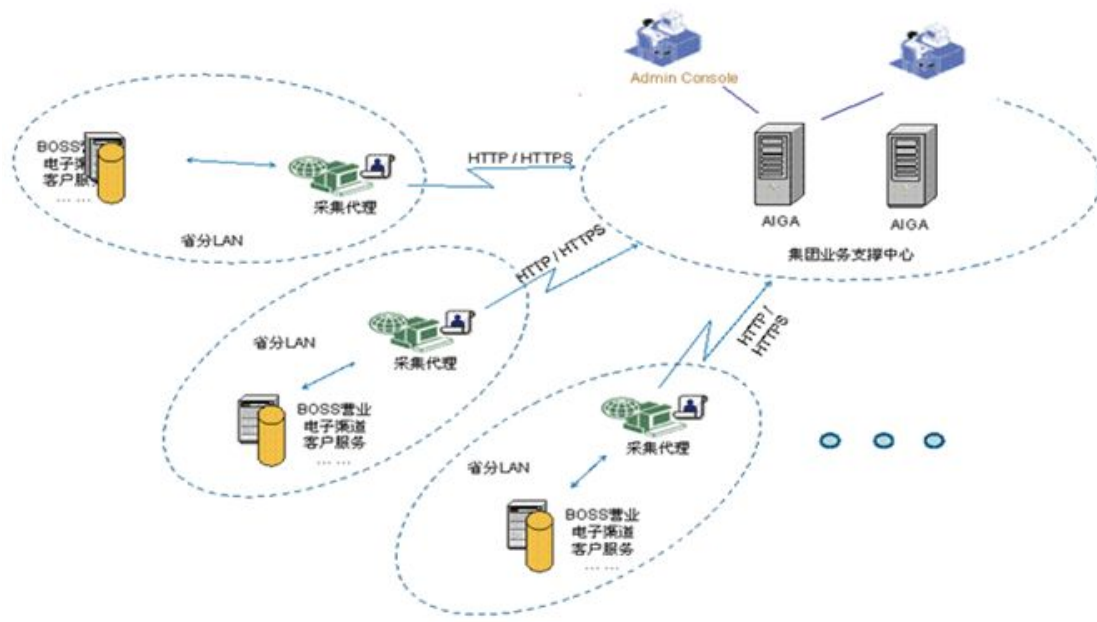 Admin Console
AIGA
AIGA
集团业务支撑中心
BOSS营业
电子渠道
客户服务
… …
采集代理
省分LAN
HTTP / HTTPS
采集代理
省分LAN
BOSS营业
电子渠道
客户服务
… …
HTTP / HTTPS
采集代理
省分LAN
BOSS营业
电子渠道
客户服务
… …
HTTP /
HTTPS